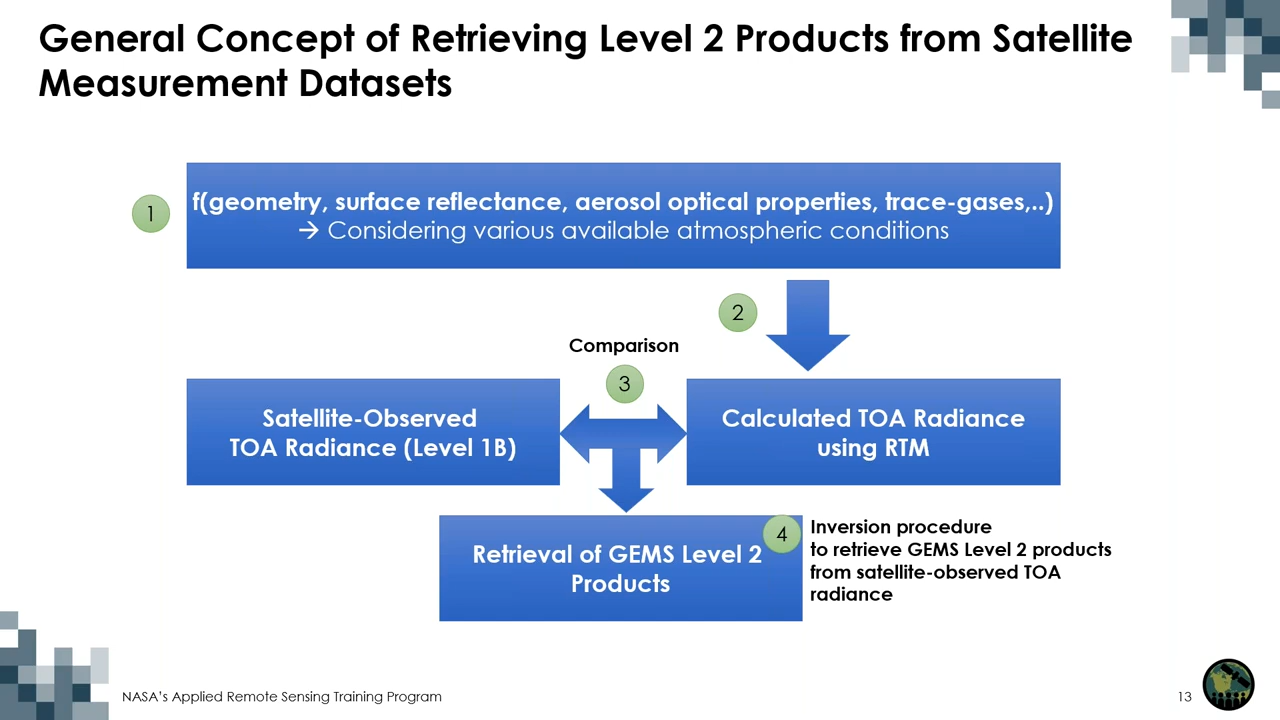 General Concept of Retrieving Level 2 Products from Satellite
Measurement Datasets
1
f(geometry, surface reflectance, aerosol optical properties, trace-gases,..)
→ Considering various available atmospheric conditions
2
Comparison
3
Satellite-Observed
TOA Radiance (Level 1B)
Calculated TOA Radiance
using RTM
Retrieval of GEMS Level 2
Products
4
Inversion procedure
to retrieve GEMS Level 2 products
from satellite-observed TOA
radiance
NASA's Applied Remote Sensing Training Program
13